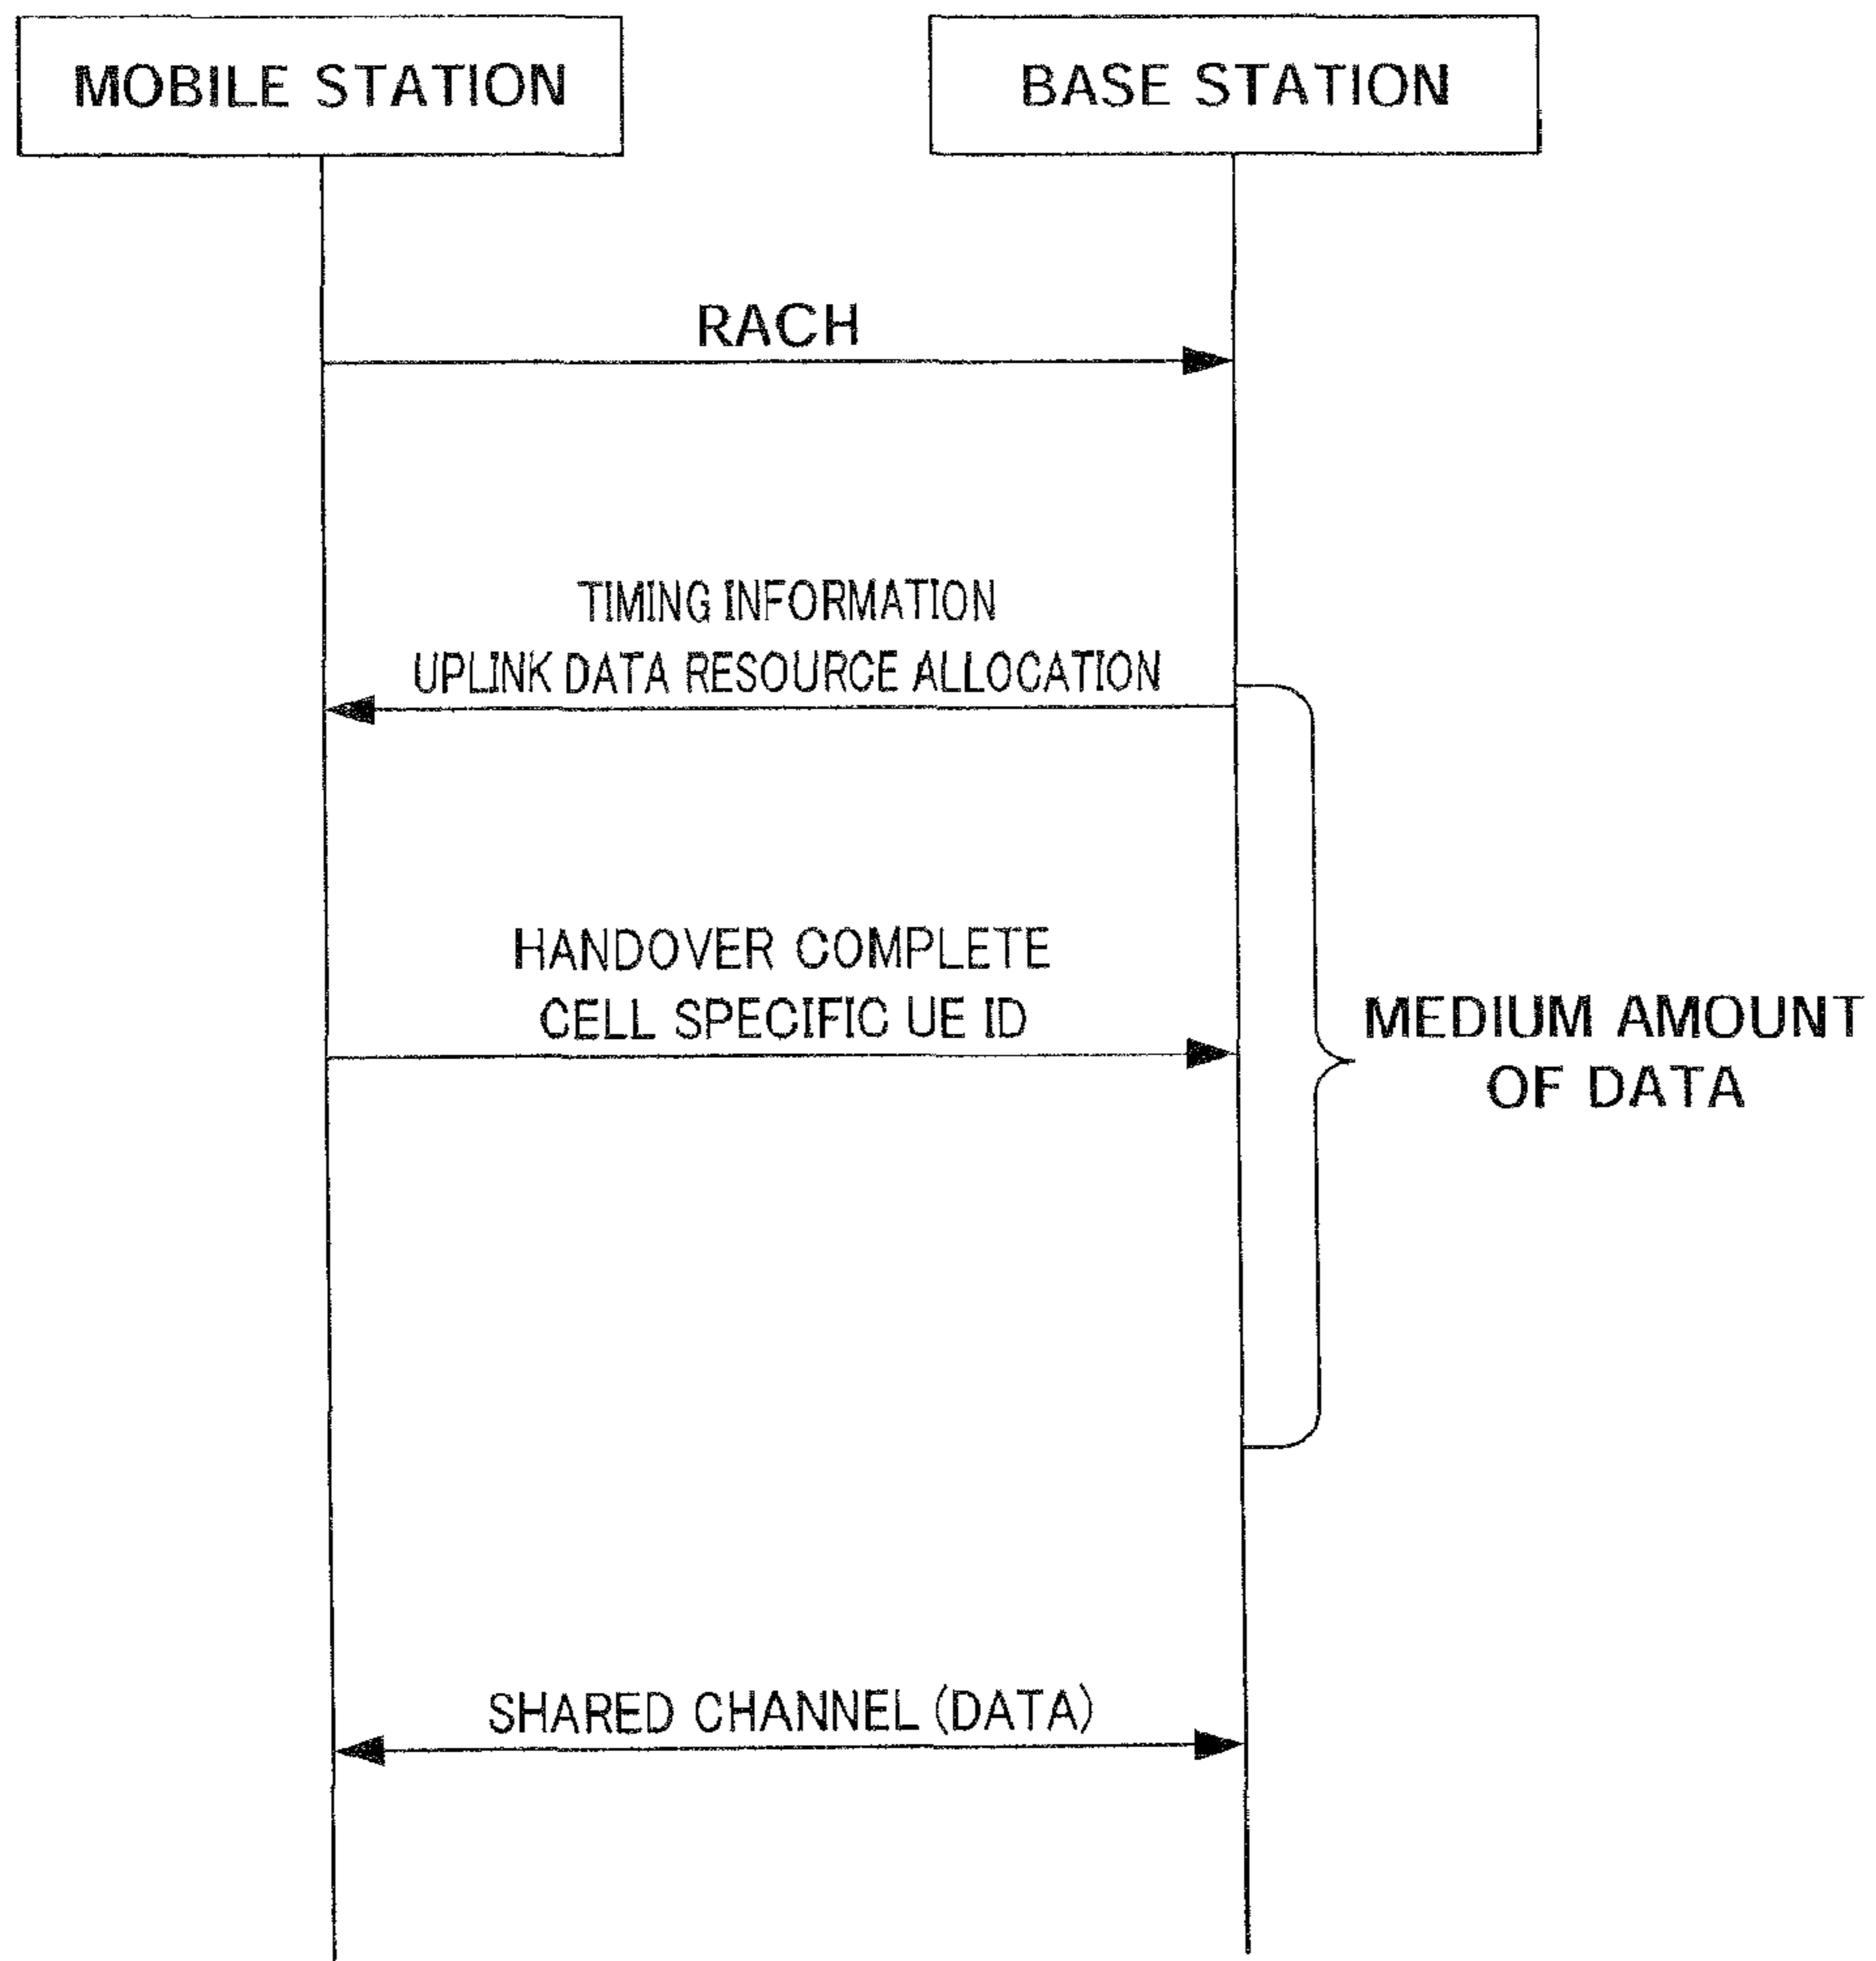 MOBILE STATION
BASE STATION
RACH
TIMING INFORMATION
UPLINK DATA RESOURCE ALLOCATION
HANDOVER COMPLETE
CELL SPECIFIC UE ID
MEDIUM AMOUNT
OF DATA
SHARED CHANNEL (DATA)